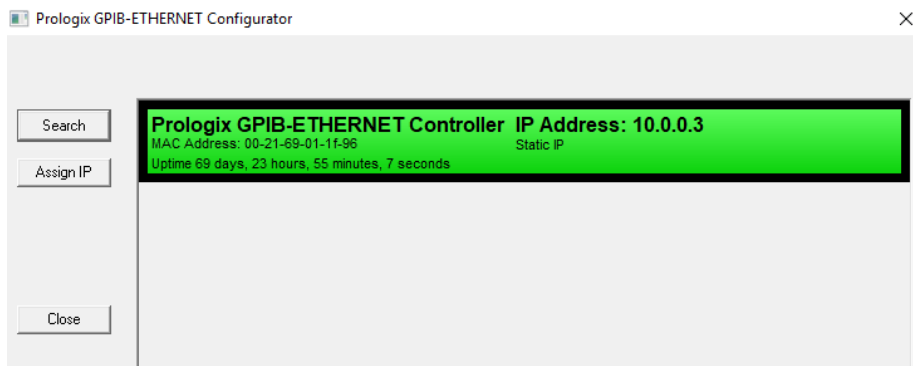 Prologix GPIB-ETHERNET Configurator
Search
Assign IP
Close
Prologix GPIB-ETHERNET Controller IP Address: 10.0.0.3
MAC Address: 00-21-69-01-1f-96 Static IP
Uptime 69 days, 23 hours, 55 minutes, 7 seconds